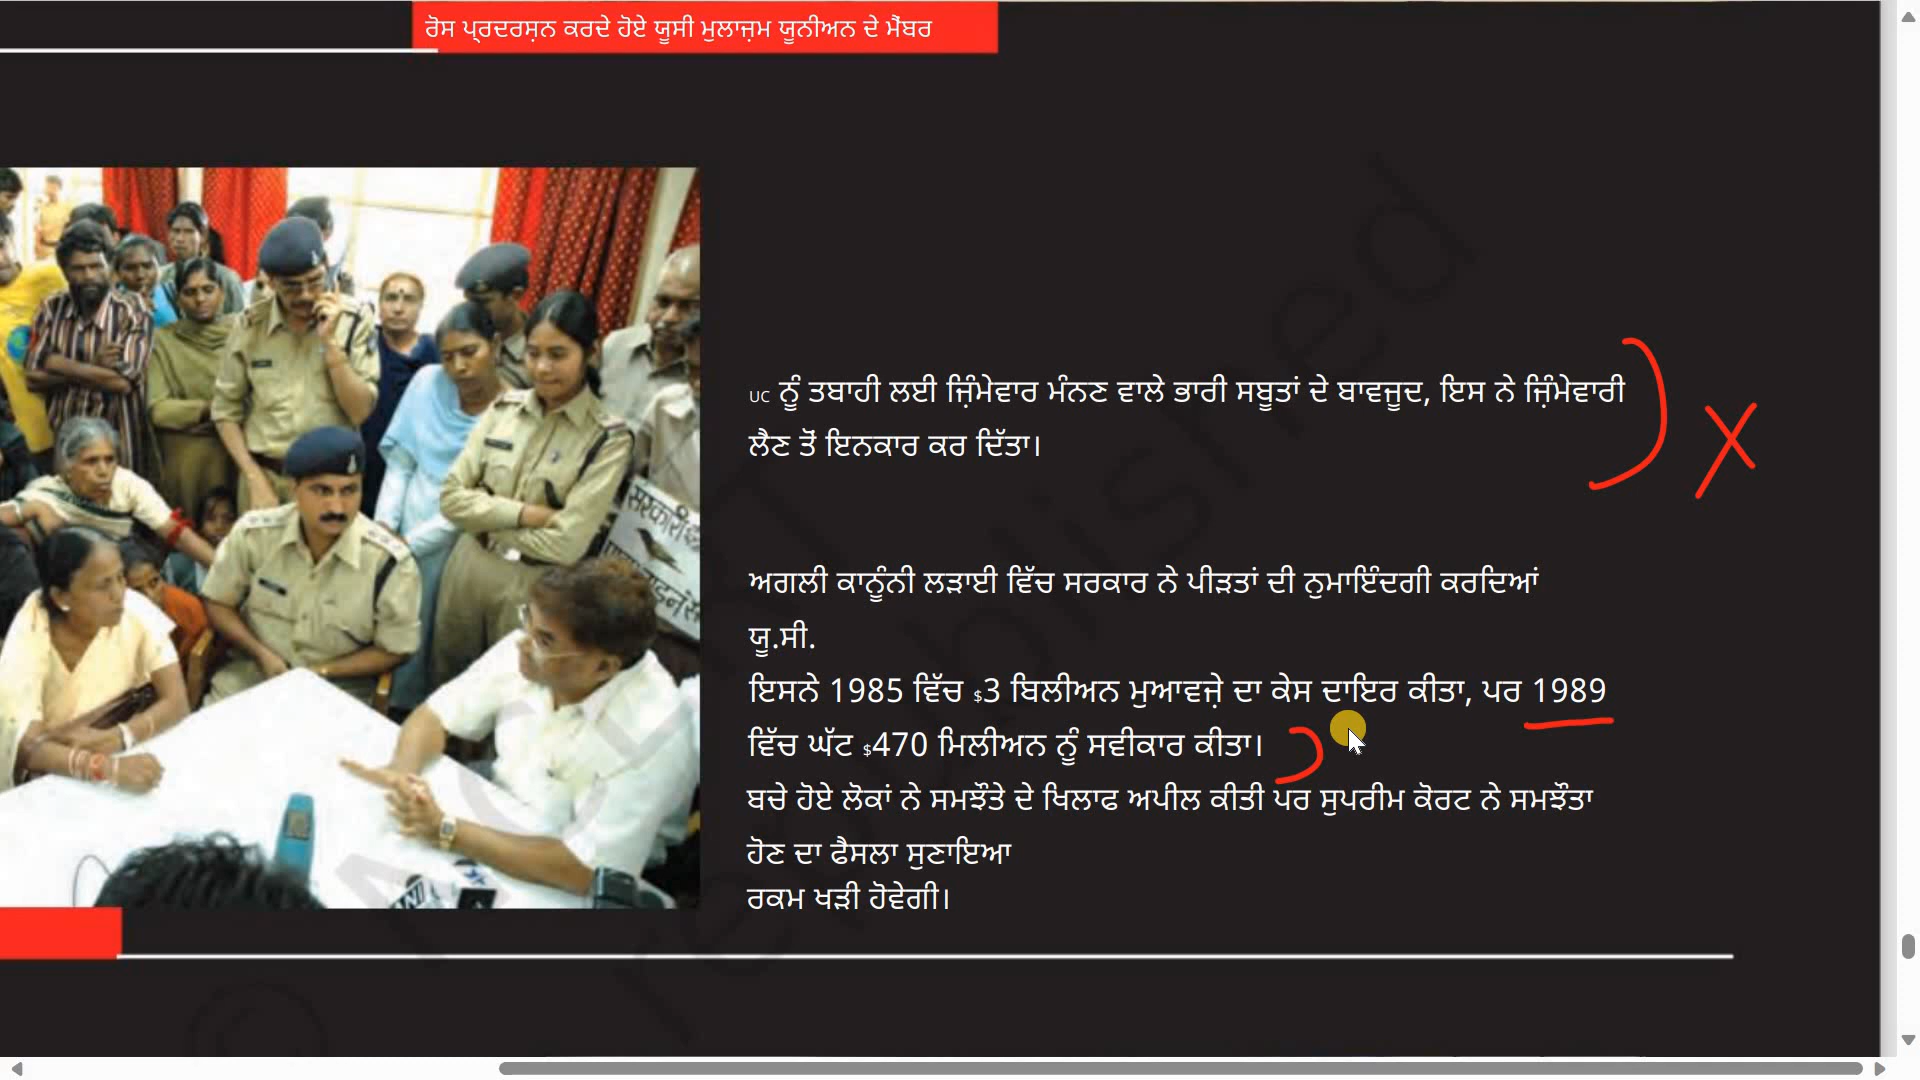 ਰੋਸ ਪ੍ਰਦਰਸ਼ਨ ਕਰਦੇ ਹੋਏ ਯੂਸੀ ਮੁਲਾਜ਼ਮ ਯੂਨੀਅਨ ਦੇ ਮੈਂਬਰ
UC ਨੂੰ ਤਬਾਹੀ ਲਈ ਜ਼ਿੰਮੇਵਾਰ ਮੰਨਣ ਵਾਲੇ ਭਾਰੀ ਸਬੂਤਾਂ ਦੇ ਬਾਵਜੂਦ, ਇਸ ਨੇ ਜ਼ਿੰਮੇਵਾਰੀ
ਲੈਣ ਤੋਂ ਇਨਕਾਰ ਕਰ ਦਿੱਤਾ।
ਅਗਲੀ ਕਾਨੂੰਨੀ ਲੜਾਈ ਵਿੱਚ ਸਰਕਾਰ ਨੇ ਪੀੜਤਾਂ ਦੀ ਨੁਮਾਇੰਦਗੀ ਕਰਦਿਆਂ
ਯੂ.ਸੀ.
ਇਸਨੇ 1985 ਵਿੱਚ $3 ਬਿਲੀਅਨ ਮੁਆਵਜ਼ੇ ਦਾ ਕੇਸ ਦਾਇਰ ਕੀਤਾ, ਪਰ 1989
ਵਿੱਚ ਘੱਟ $470 ਮਿਲੀਅਨ ਨੂੰ ਸਵੀਕਾਰ ਕੀਤਾ।
ਬਚੇ ਹੋਏ ਲੋਕਾਂ ਨੇ ਸਮਝੌਤੇ ਦੇ ਖਿਲਾਫ ਅਪੀਲ ਕੀਤੀ ਪਰ ਸੁਪਰੀਮ ਕੋਰਟ ਨੇ ਸਮਝੌਤਾ
ਹੋਣ ਦਾ ਫੈਸਲਾ ਸੁਣਾਇਆ
ਰਕਮ ਖੜੀ ਹੋਵੇਗੀ।